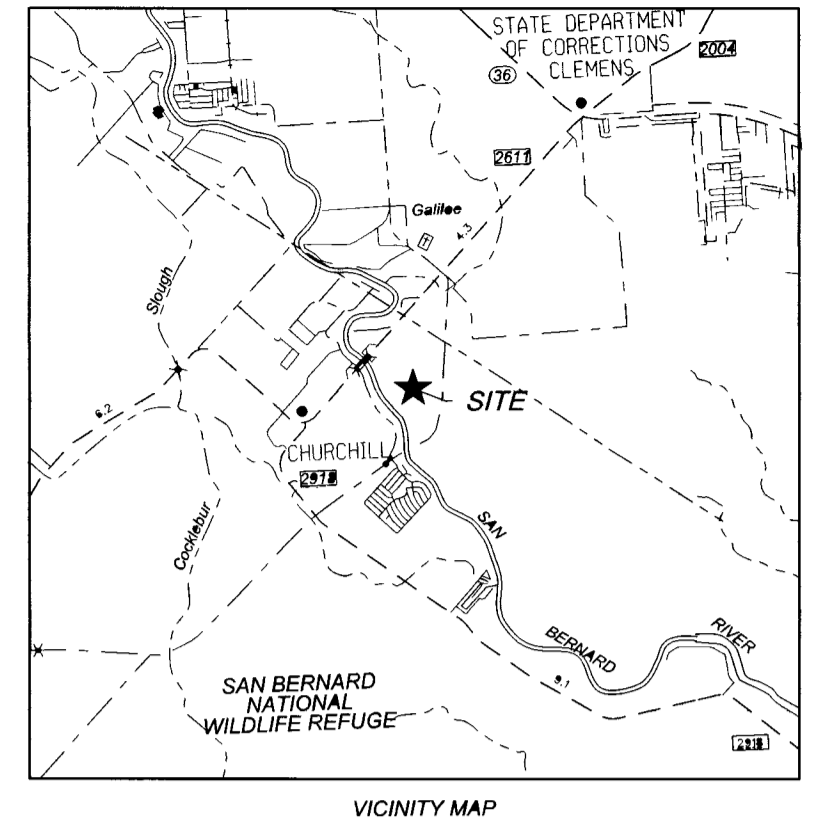 STATE DEPARTMENT
OF CORRECTIONS
CLEMENS
2004
36
2611
Galilee
4.3
Slough
SITE
6.2
CHURCHILL
2918
Cocklebur
SAN
BERNARD
RIVER
9.1
SAN BERNARD
NATIONAL
WILDLIFE REFUGE
2918
VICINITY MAP